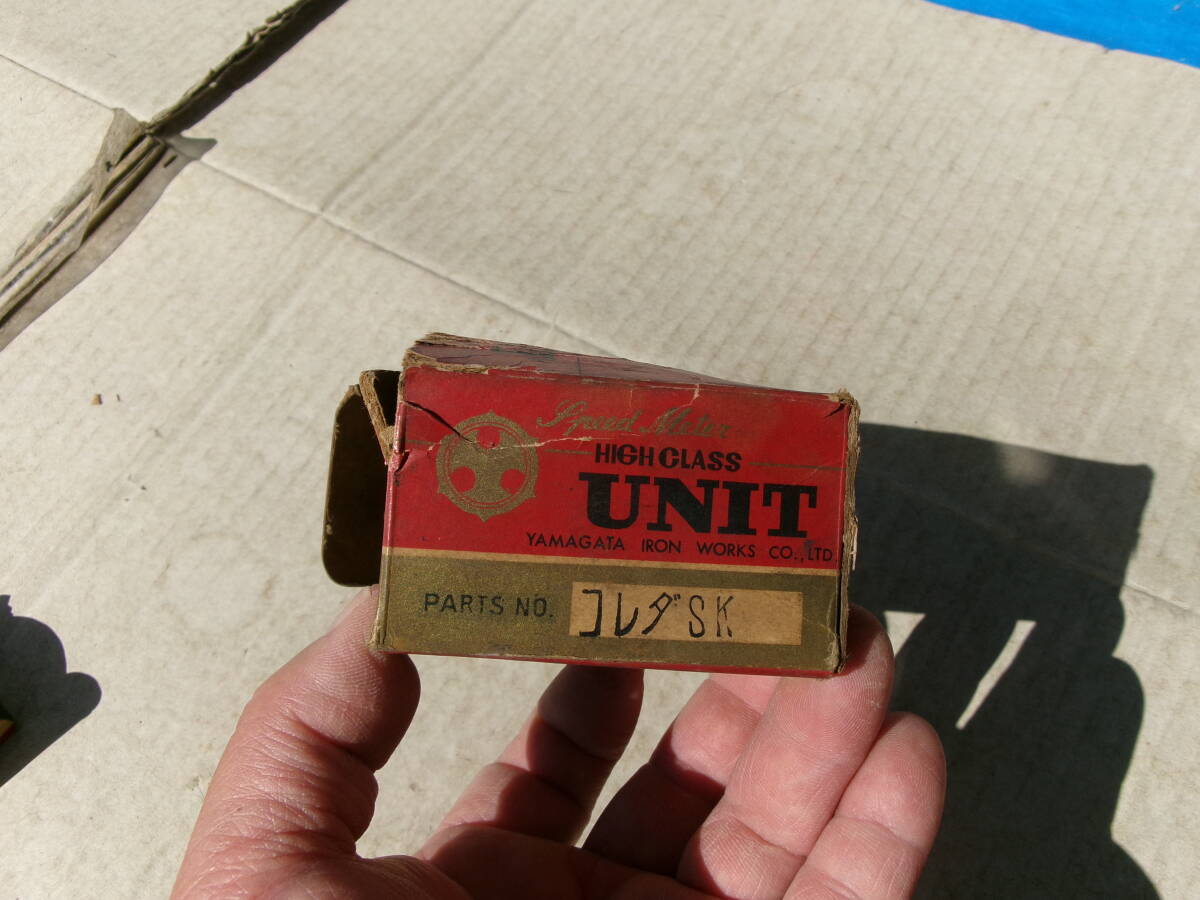 Speed Meter
HIGH CLASS
UNIT
YAMAGATA IRON WORKS CO.,LTD
PARTS NO. コレダSK